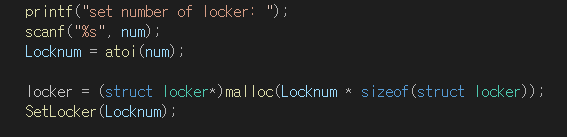 printf("set number of locker: ");
scanf("%s", num);
Locknum = atoi(num);
locker = (struct locker*)malloc(Locknum * sizeof(struct locker));
SetLocker(Locknum);